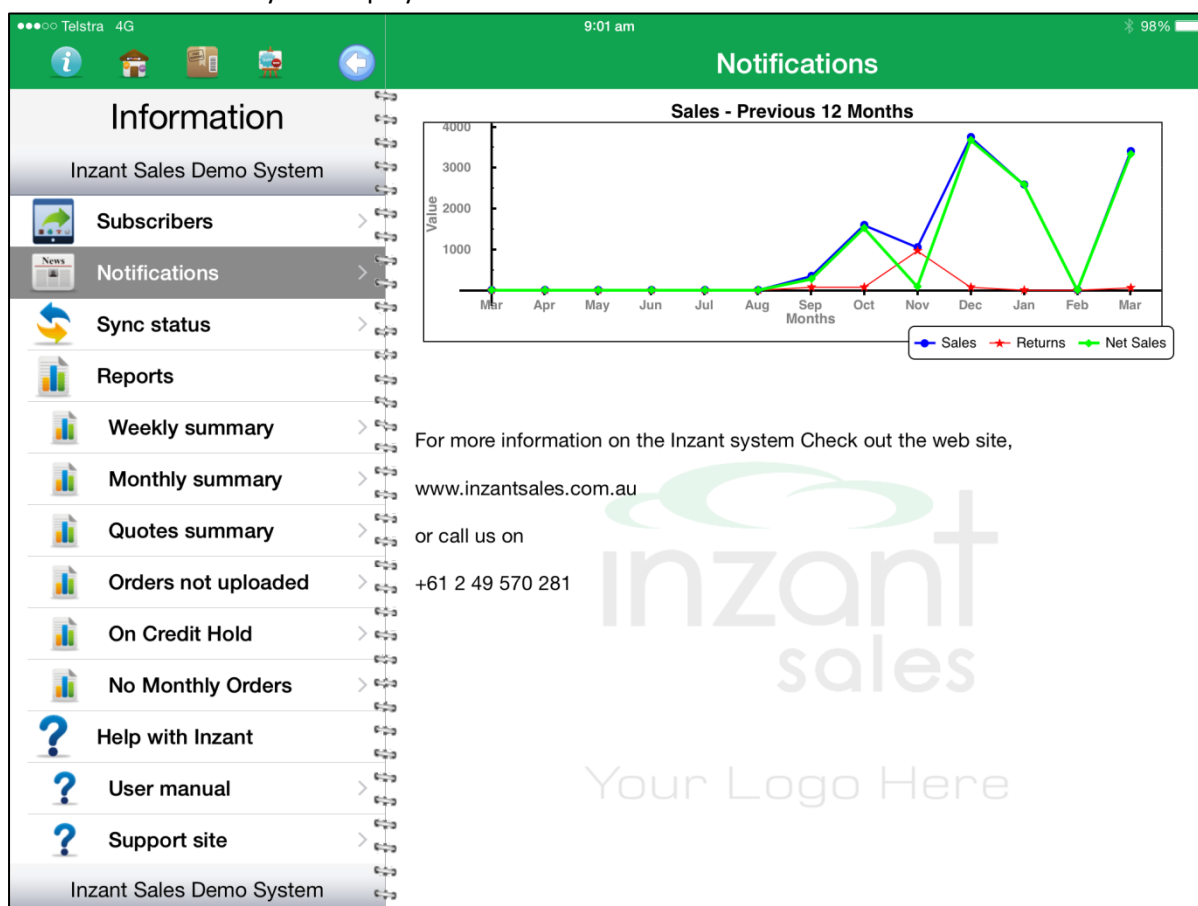 Telstra 4G
9:01 am
98%
Notifications
Information
Inzant Sales Demo System
Subscribers
News
Notifications
Sync status
Reports
Weekly summary
Monthly summary
Quotes summary
Orders not uploaded
On Credit Hold
No Monthly Orders
Help with Inzant
User manual
Support site
Inzant Sales Demo System
Sales - Previous 12 Months
4000
3000
2000
1000
Value
Mar Apr May Jun Jul Aug Sep Oct Nov Dec Jan Feb Mar
Months
Sales Returns Net Sales
For more information on the Inzant system Check out the web site,
www.inzantsales.com.au
or call us on
+61 2 49 570 281
inzant
sales
Your Logo Here